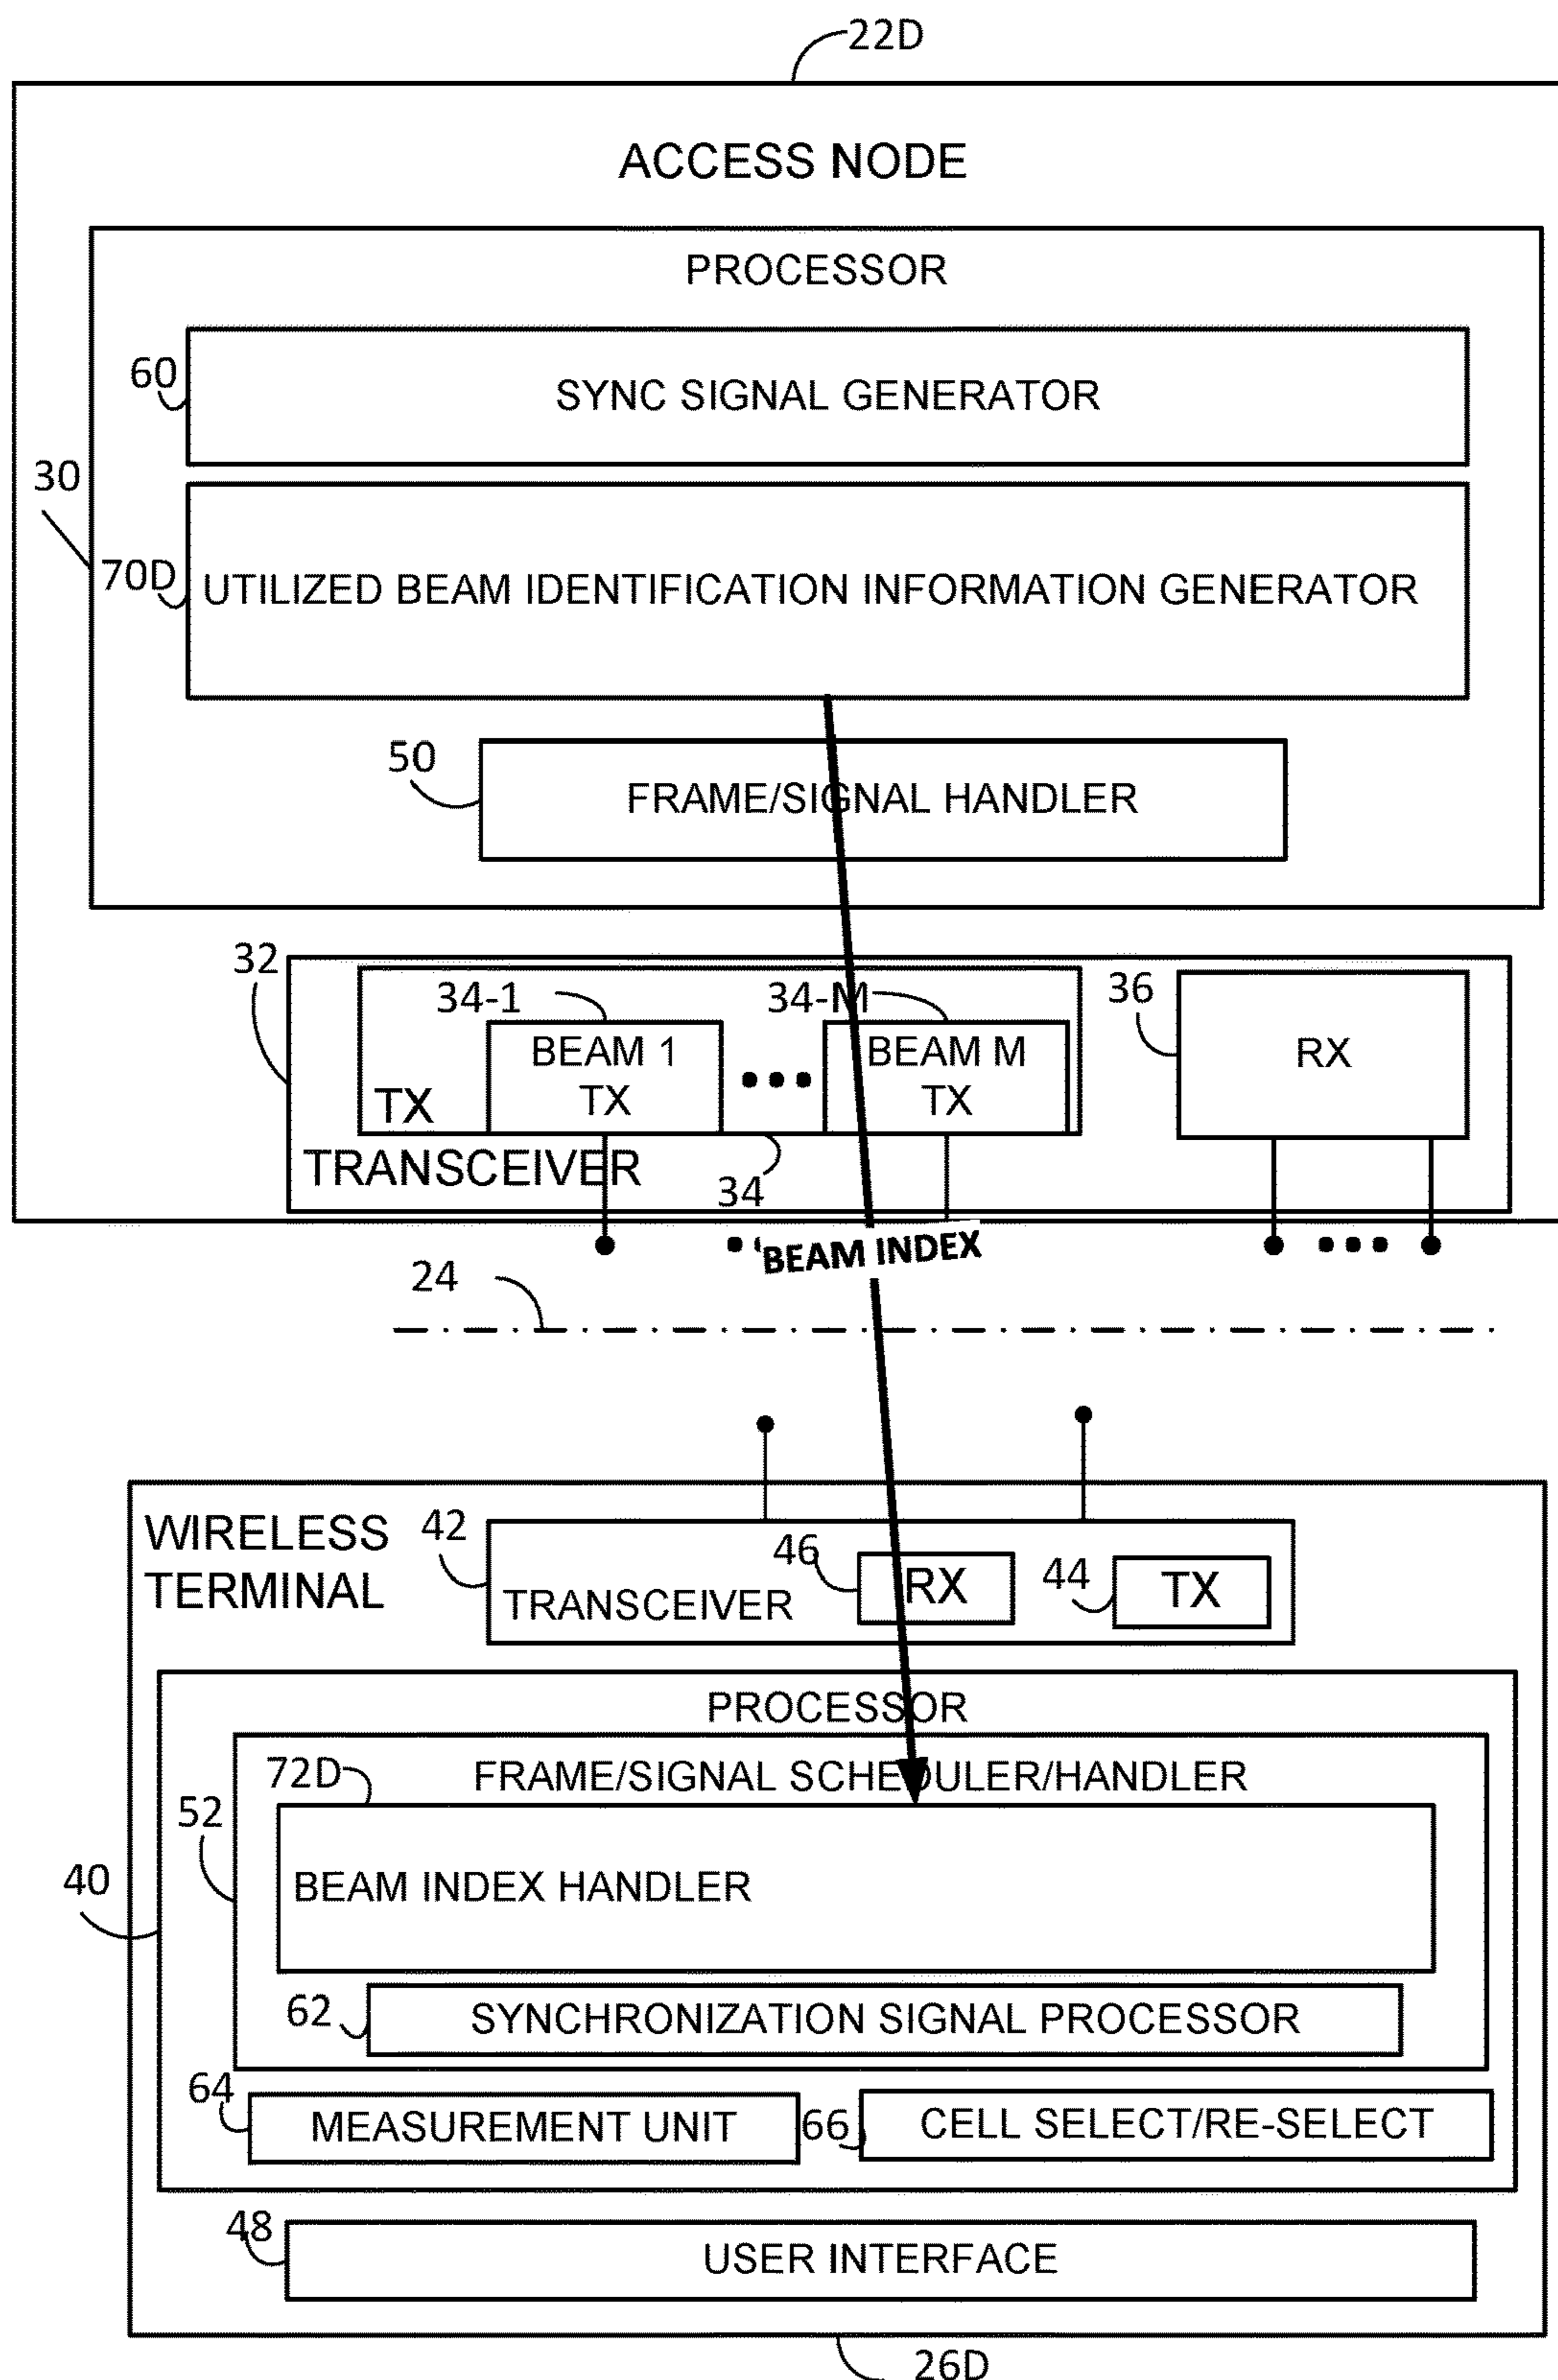 22D
ACCESS NODE
PROCESSOR
60
SYNC SIGNAL GENERATOR
30
70D
UTILIZED BEAM IDENTIFICATION INFORMATION GENERATOR
50
FRAME/SIGNAL HANDLER
32
34-1
34-M
36
BEAM 1
TX
BEAM M
TX
RX
TX
TRANSCEIVER
34
BEAM INDEX
24
WIRELESS
TERMINAL
42
46
44
TRANSCEIVER
RX
TX
PROCESSOR
72D
FRAME/SIGNAL SCHEDULER/HANDLER
52
40
BEAM INDEX HANDLER
62
SYNCHRONIZATION SIGNAL PROCESSOR
64
MEASUREMENT UNIT
66
CELL SELECT/RE-SELECT
48
USER INTERFACE
26D